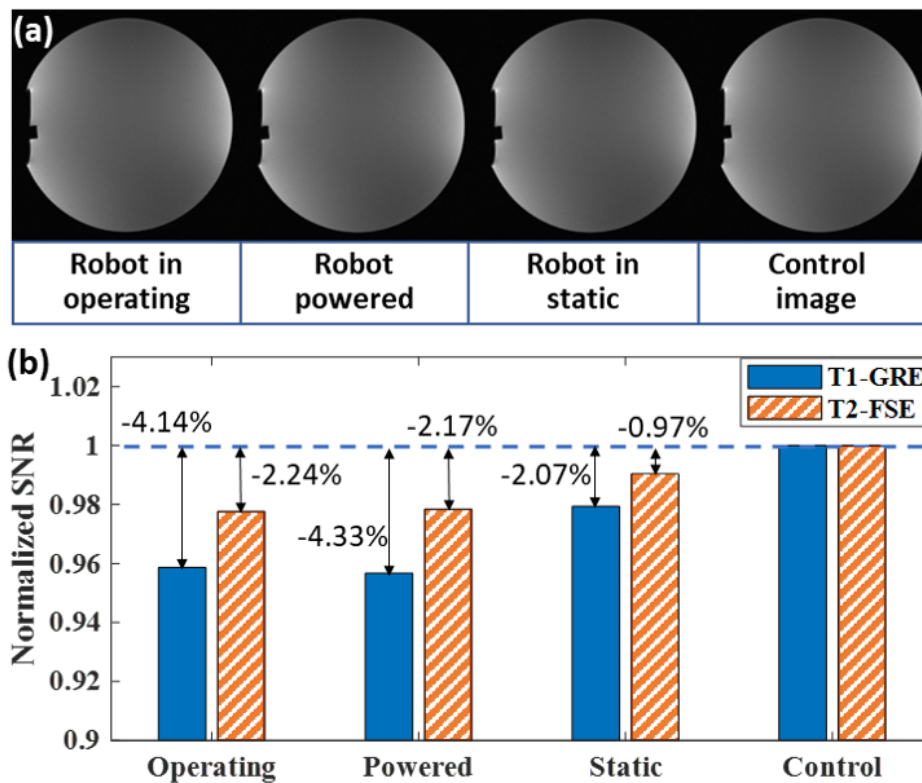 (a)
Robot in
operating
Robot
powered
Robot in
static
Control
image
(b)
T1-GRE
T2-FSE
1.02
1
0.98
0.96
0.94
0.92
0.9
Normalized SNR
-4.14%
-2.24%
-2.17%
-4.33%
-0.97%
-2.07%
Operating
Powered
Static
Control